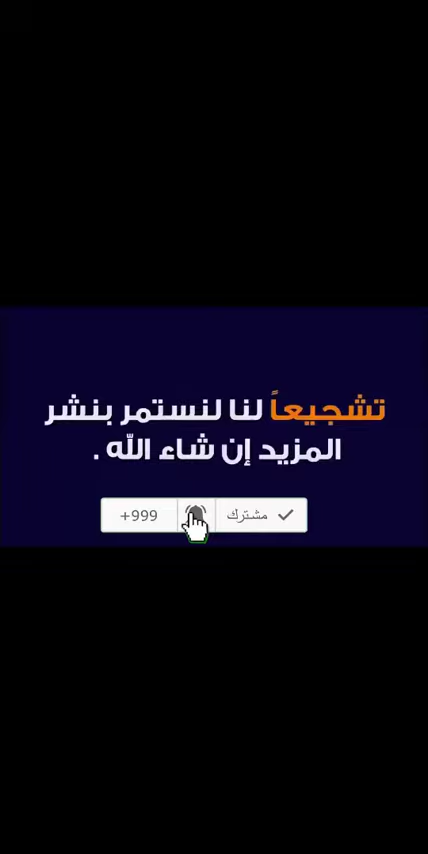 تشجيعاً لنا لنستمر بنشر
المزيد إن شاء الله .
✓ مشترك +999